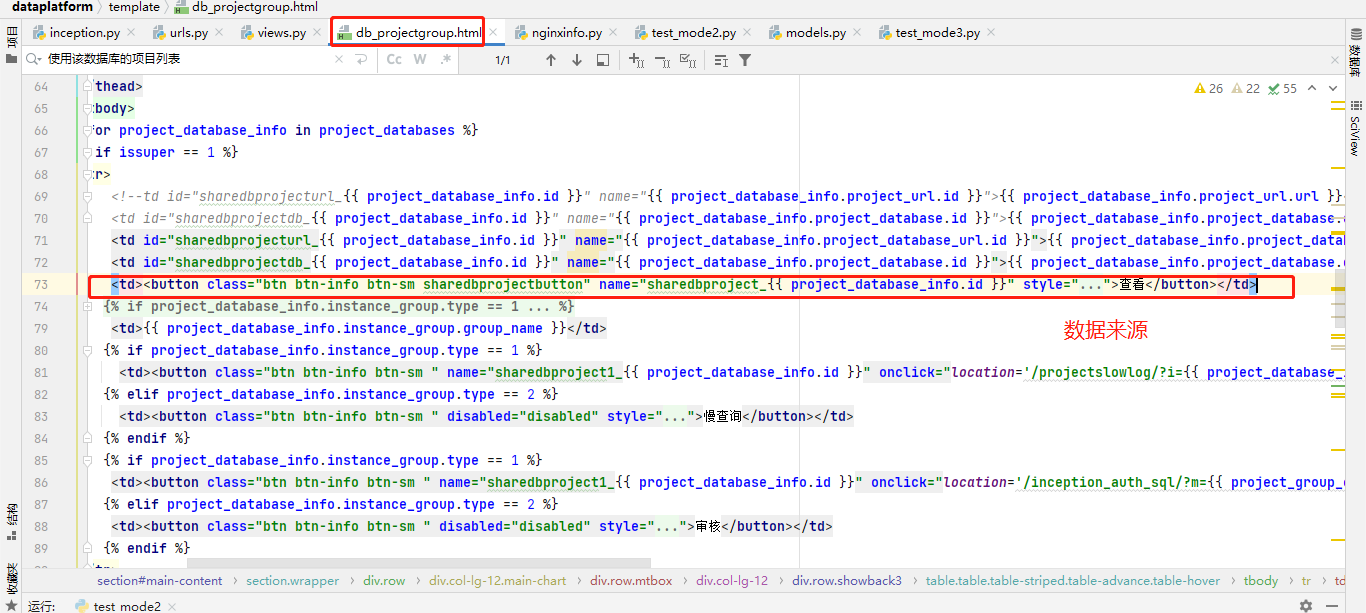 dataplatform template db_projectgroup.html
inception.py urls.py views.py db_projectgroup.html nginxinfo.py test_mode2.py models.py test_mode3.py
项目
使用该数据库的项目列表 Cc W .* 1/1
数据库
SciView
26 22 55
64 thead>
65 body>
66 or project_database_info in project_databases %}
67 if issuper == 1 %}
68 r>
69 <!--td id="sharedbprojecturl_{{ project_database_info.id }}" name="{{ project_database_info.project_url.id }}">{{ project_database_info.project_url.url }}
70 <td id="sharedbprojectdb_{{ project_database_info.id }}" name="{{ project_database_info.project_database.id }}">{{ project_database_info.project_database.
71 <td id="sharedbprojecturl_{{ project_database_info.id }}" name="{{ project_database_info.project_database_url.id }}">{{ project_database_info.project_datab
72 <td id="sharedbprojectdb_{{ project_database_info.id }}" name="{{ project_database_info.project_database.id }}">{{ project_database_info.project_database.
73 <td><button class="btn btn-info btn-sm sharedbprojectbutton" name="sharedbproject_{{ project_database_info.id }}" style="...">查看</button></td>
74 {% if project_database_info.instance_group.type == 1 ... %}
79 <td>{{ project_database_info.instance_group.group_name }}</td>
数据来源
80 {% if project_database_info.instance_group.type == 1 %}
81 <td><button class="btn btn-info btn-sm " name="sharedbproject1_{{ project_database_info.id }}" onclick="location='/projectslowlog/?i={{ project_database_
82 {% elif project_database_info.instance_group.type == 2 %}
83 <td><button class="btn btn-info btn-sm " disabled="disabled" style="...">慢查询</button></td>
84 {% endif %}
85 {% if project_database_info.instance_group.type == 1 %}
86 <td><button class="btn btn-info btn-sm " name="sharedbproject1_{{ project_database_info.id }}" onclick="location='/inception_auth_sql/?m={{ project_group_
87 {% elif project_database_info.instance_group.type == 2 %}
88 <td><button class="btn btn-info btn-sm " disabled="disabled" style="...">审核</button></td>
89 {% endif %}
结构
收藏夹
section#main-content section.wrapper div.row div.col-lg-12.main-chart div.row.mtbox div.col-lg-12 div.row.showback3 table.table.table-striped.table-advance.table-hover tbody tr td
运行: test_mode2